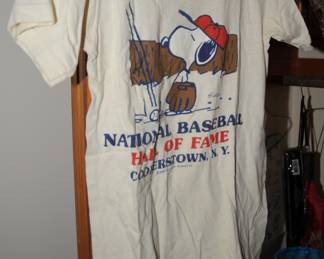 NATIONAL BASEBALL
HALL OF FAME
COOPERSTOWN, N.Y.